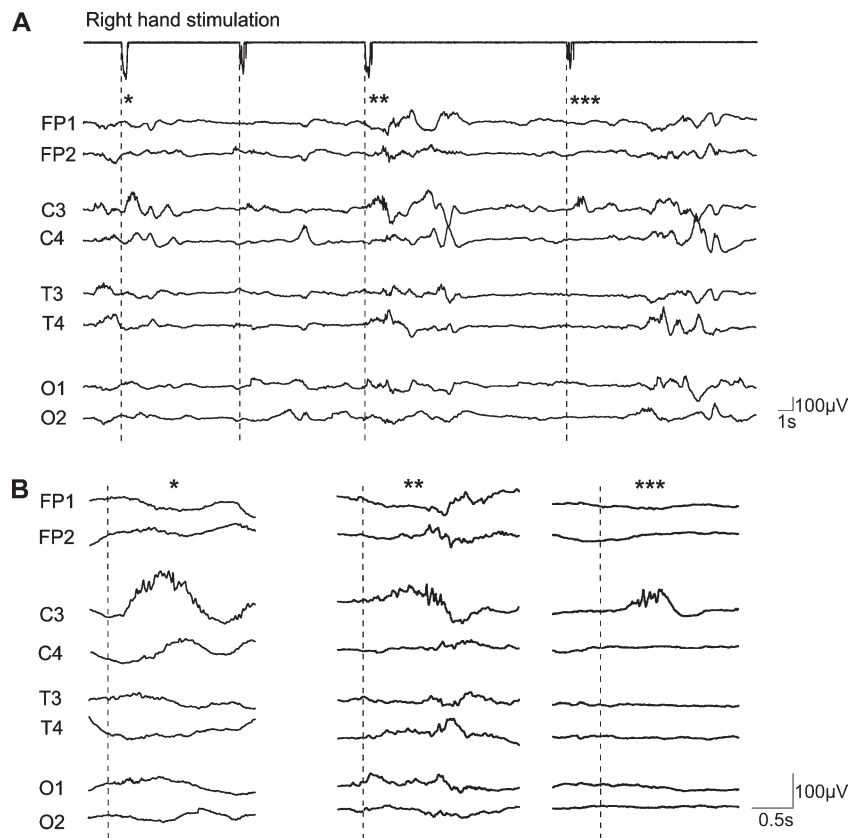 A
Right hand stimulation
* ** ***
FP1
FP2
C3
C4
T3
T4
O1
O2
100µV
1s
B
* ** ***
FP1
FP2
C3
C4
T3
T4
O1
O2
100µV
0.5s